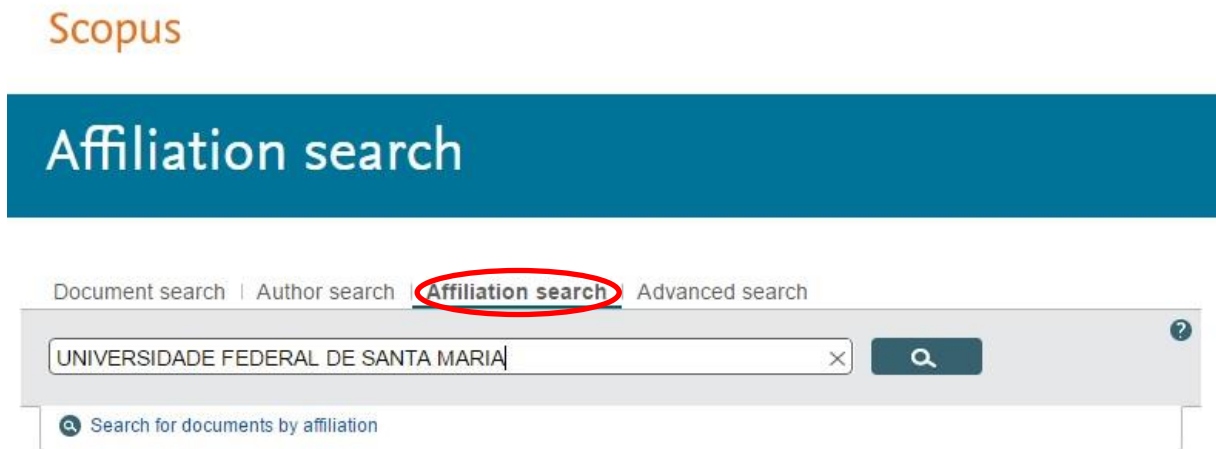 Scopus
Affiliation search
Document search | Author search | Affiliation search | Advanced search
?
UNIVERSIDADE FEDERAL DE SANTA MARIA
Search for documents by affiliation